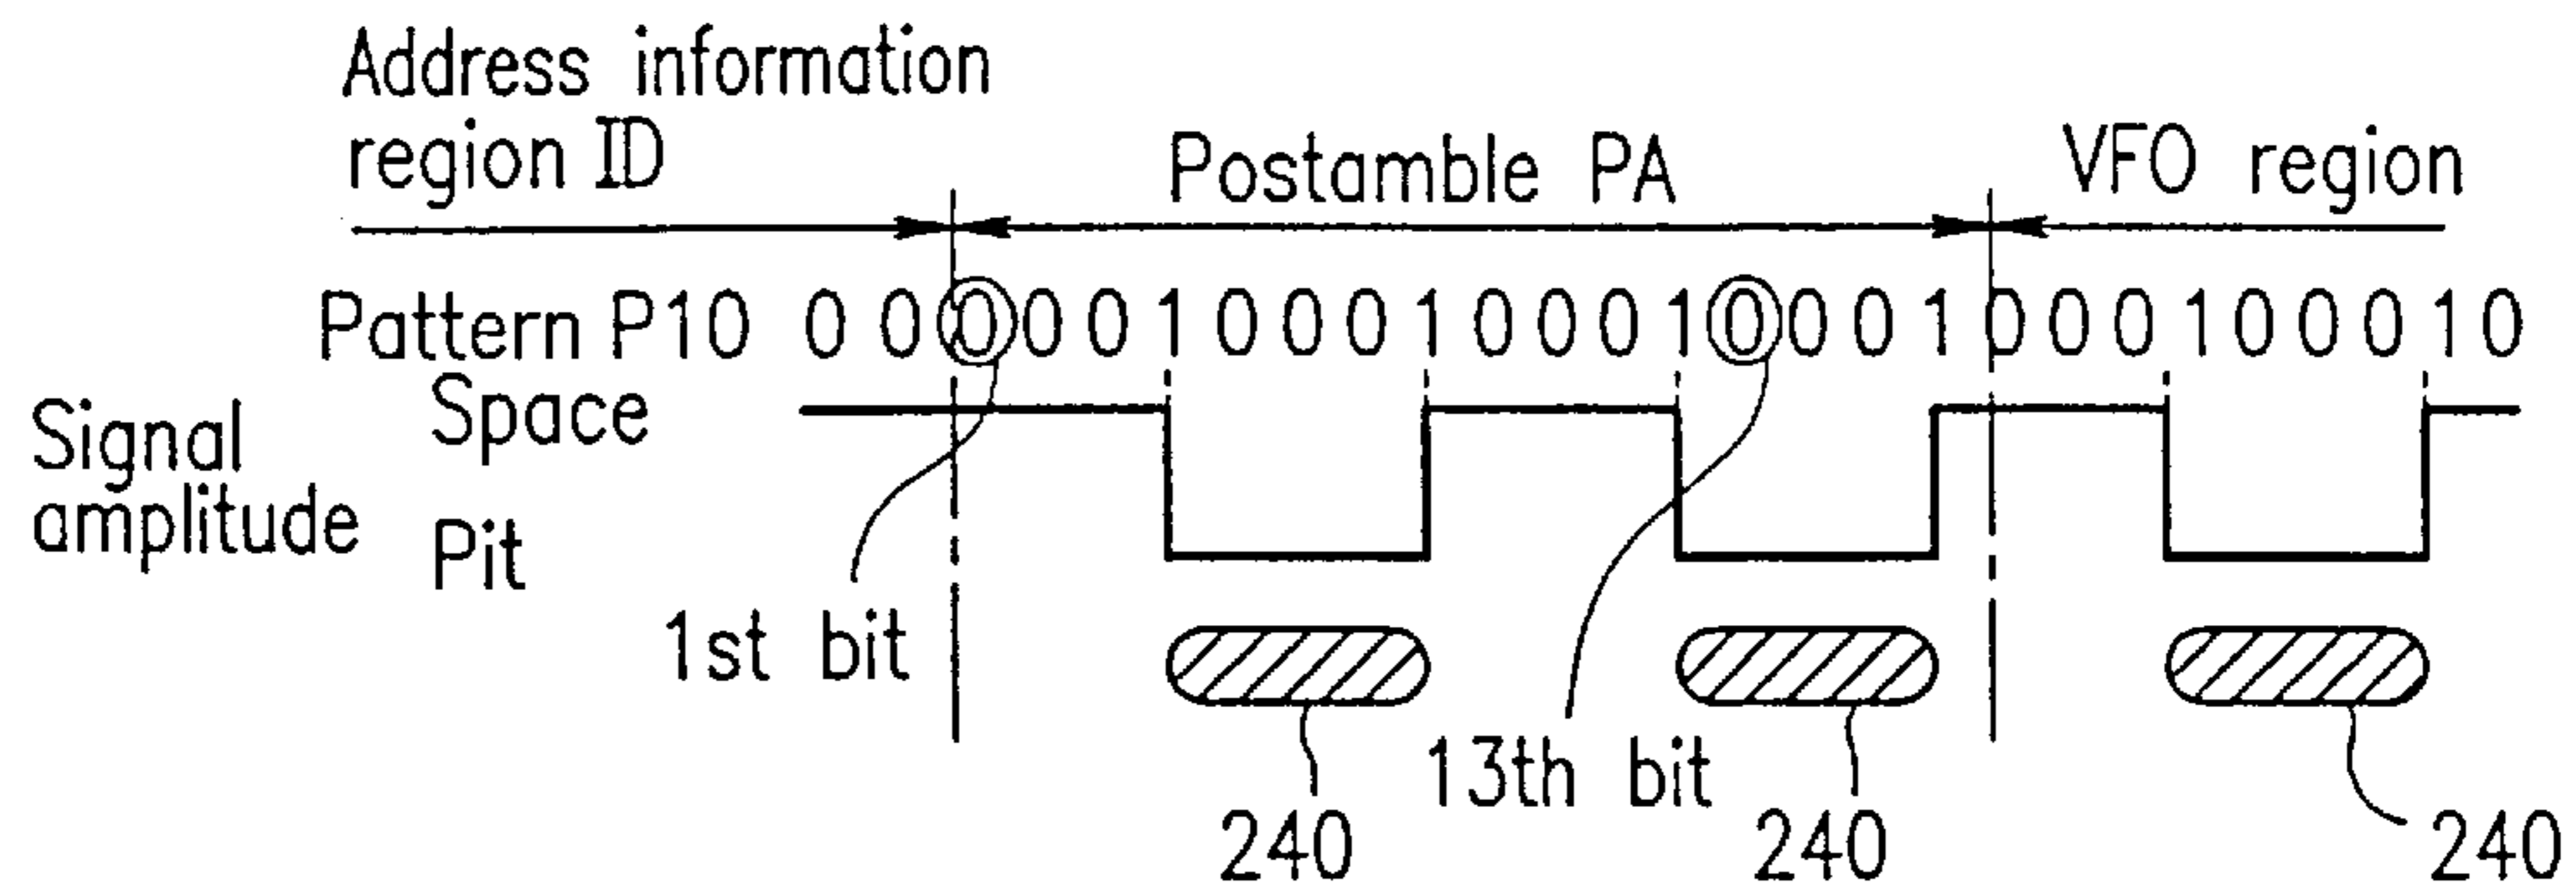 Address information
region ID
Postamble PA
VFO region
Pattern P10 0 0 0 0 0 1 0 0 0 1 0 0 0 1 0 0 0 1 0 0 0 1 0 0 0 1 0
Signal
amplitude
Space
Pit
1st bit
13th bit
240
240
240